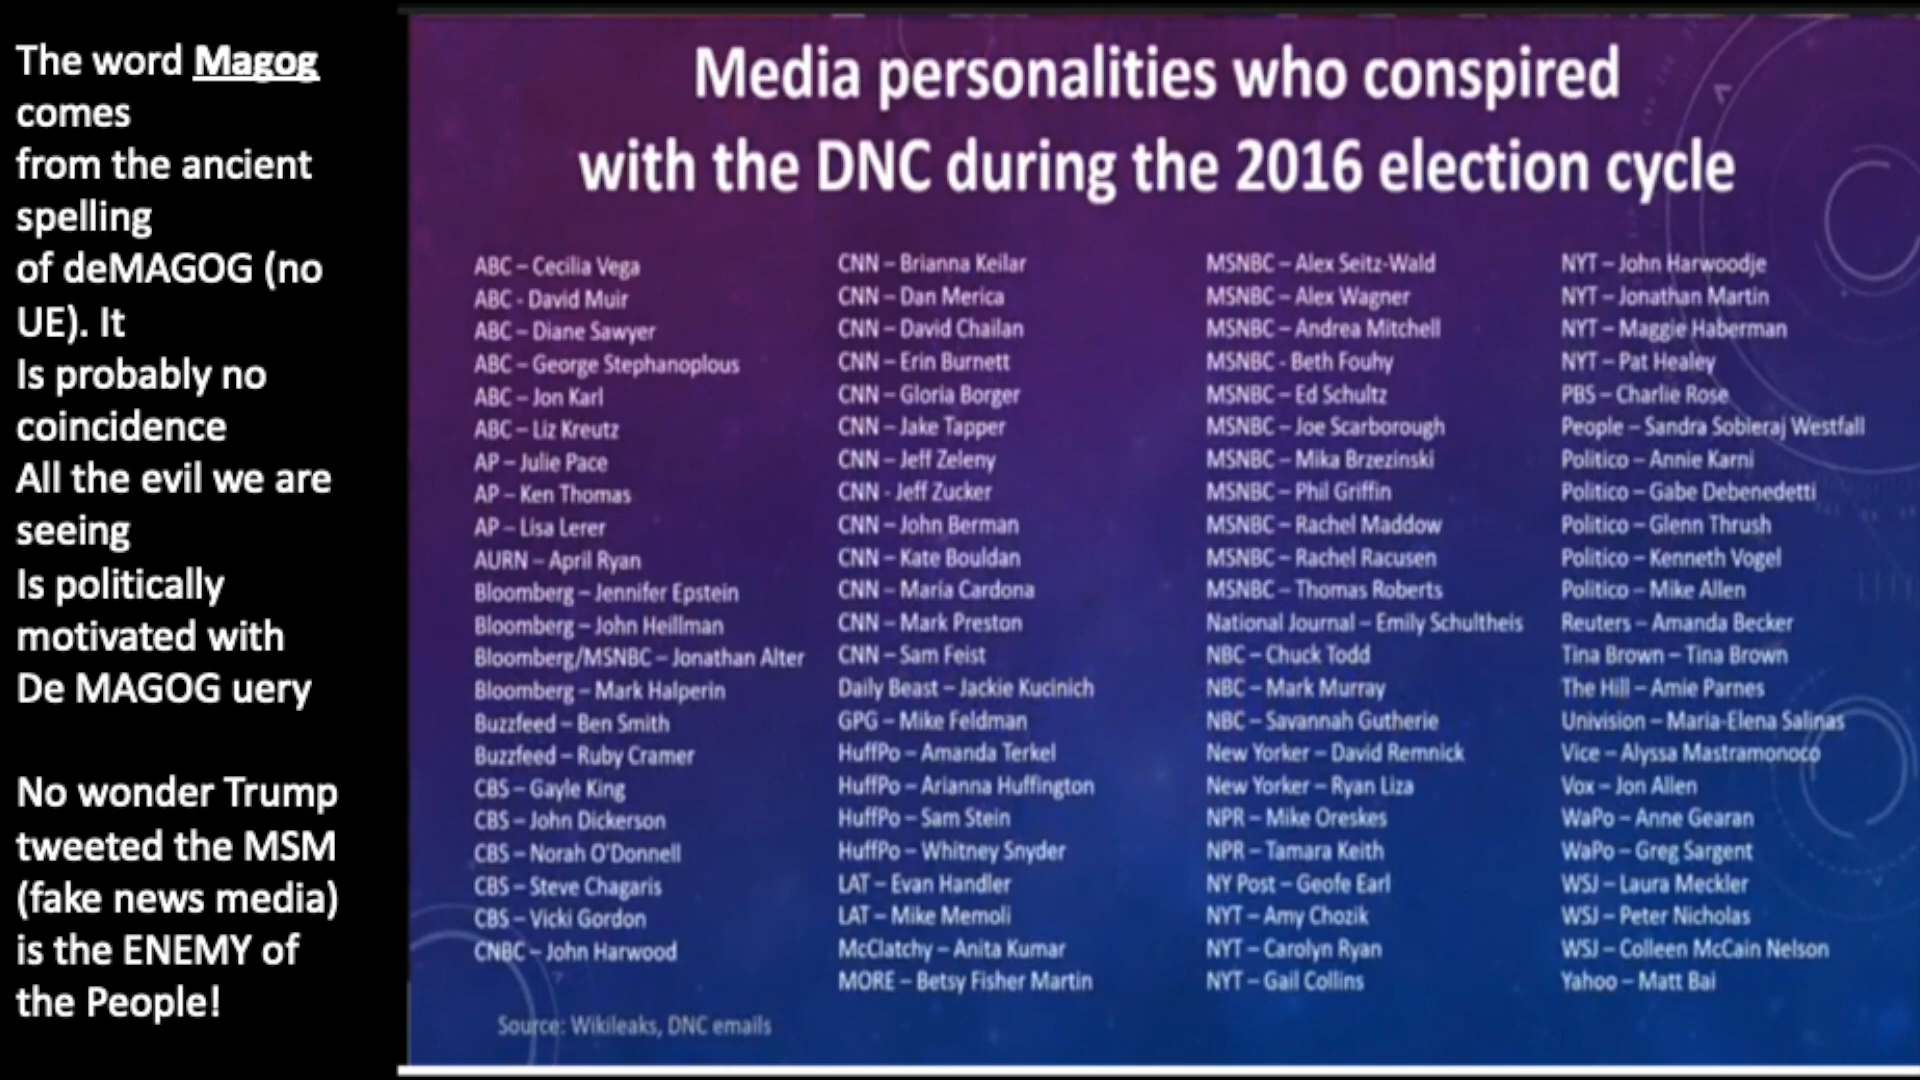 The word Magog
comes
from the ancient
spelling
of deMAGOG (no
UE). It
Is probably no
coincidence
All the evil we are
seeing
Is politically
motivated with
De MAGOG uery
No wonder Trump
tweeted the MSM
(fake news media)
is the ENEMY of
the People!
Media personalities who conspired
with the DNC during the 2016 election cycle
ABC – Cecilia Vega
ABC - David Muir
ABC – Diane Sawyer
ABC – George Stephanoplous
ABC – Jon Karl
ABC – Liz Kreutz
AP – Julie Pace
AP – Ken Thomas
AP – Lisa Lerer
AURN – April Ryan
Bloomberg – Jennifer Epstein
Bloomberg – John Heillman
Bloomberg/MSNBC – Jonathan Alter
Bloomberg – Mark Halperin
Buzzfeed – Ben Smith
Buzzfeed – Ruby Cramer
CBS – Gayle King
CBS – John Dickerson
CBS – Norah O'Donnell
CBS – Steve Chagaris
CBS – Vicki Gordon
CNBC – John Harwood
CNN – Brianna Keilar
CNN – Dan Merica
CNN – David Chailan
CNN – Erin Burnett
CNN – Gloria Borger
CNN – Jake Tapper
CNN – Jeff Zeleny
CNN - Jeff Zucker
CNN – John Berman
CNN – Kate Bouldan
CNN – Maria Cardona
CNN – Mark Preston
CNN – Sam Feist
Daily Beast – Jackie Kucinich
GPG – Mike Feldman
HuffPo – Amanda Terkel
HuffPo – Arianna Huffington
HuffPo – Sam Stein
HuffPo – Whitney Snyder
LAT – Evan Handler
LAT – Mike Memoli
McClatchy – Anita Kumar
MORE – Betsy Fisher Martin
MSNBC – Alex Seitz-Wald
MSNBC – Alex Wagner
MSNBC – Andrea Mitchell
MSNBC - Beth Fouhy
MSNBC – Ed Schultz
MSNBC – Joe Scarborough
MSNBC – Mika Brzezinski
MSNBC – Phil Griffin
MSNBC – Rachel Maddow
MSNBC – Rachel Racusen
MSNBC – Thomas Roberts
National Journal – Emily Schultheis
NBC – Chuck Todd
NBC – Mark Murray
NBC – Savannah Gutherie
New Yorker – David Remnick
New Yorker – Ryan Liza
NPR – Mike Oreskes
NPR – Tamara Keith
NY Post – Geofe Earl
NYT – Amy Chozik
NYT – Carolyn Ryan
NYT – Gail Collins
NYT – John Harwoodje
NYT – Jonathan Martin
NYT – Maggie Haberman
NYT – Pat Healey
PBS – Charlie Rose
People – Sandra Sobleraj Westfall
Politico – Annie Karni
Politico – Gabe Debenedetti
Politico – Glenn Thrush
Politico – Kenneth Vogel
Politico – Mike Allen
Reuters – Amanda Becker
Tina Brown – Tina Brown
The Hill – Amie Parnes
Univision – Maria-Elena Salinas
Vice – Alyssa Mastramonoco
Vox – Jon Allen
WaPo – Anne Gearan
WaPo – Greg Sargent
WSJ – Laura Meckler
WSJ – Peter Nicholas
WSJ – Colleen McCain Nelson
Yahoo – Matt Bai
Source: Wikileaks, DNC emails